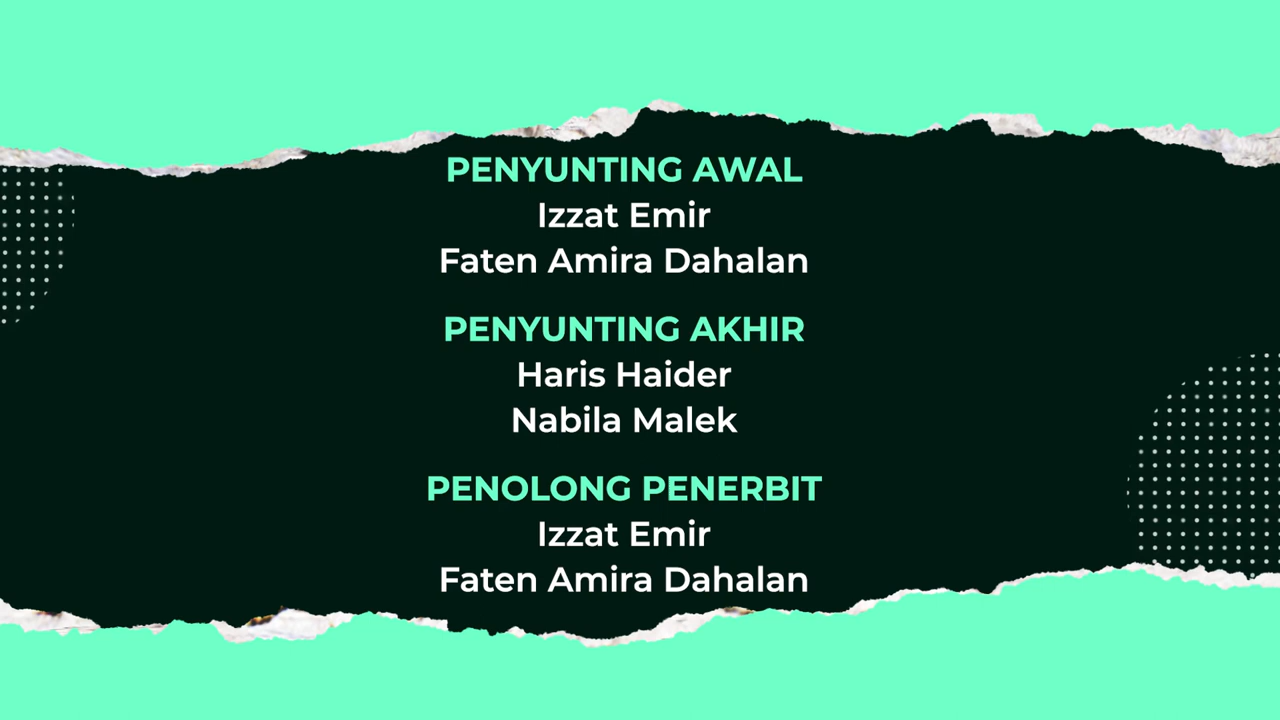 PENYUNTING AWAL
Izzat Emir
Faten Amira Dahalan
PENYUNTING AKHIR
Haris Haider
Nabila Malek
PENOLONG PENERBIT
Izzat Emir
Faten Amira Dahalan